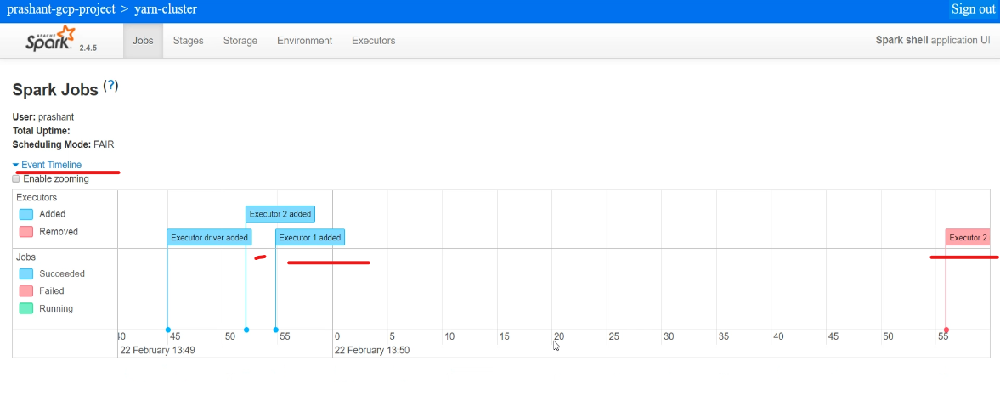 prashant-gcp-project > yarn-cluster
Sign out
APACHE Spark 2.4.5
Jobs
Stages
Storage
Environment
Executors
Spark shell application UI
Spark Jobs (?)
User: prashant
Total Uptime:
Scheduling Mode: FAIR
Event Timeline
Enable zooming
Executors
Added
Removed
Executor 2 added
Executor driver added
Executor 1 added
Executor 2
Jobs
Succeeded
Failed
Running
45 50 55 0 5 10 15 20 25 30 35 40 45 50 55
22 February 13:49
22 February 13:50